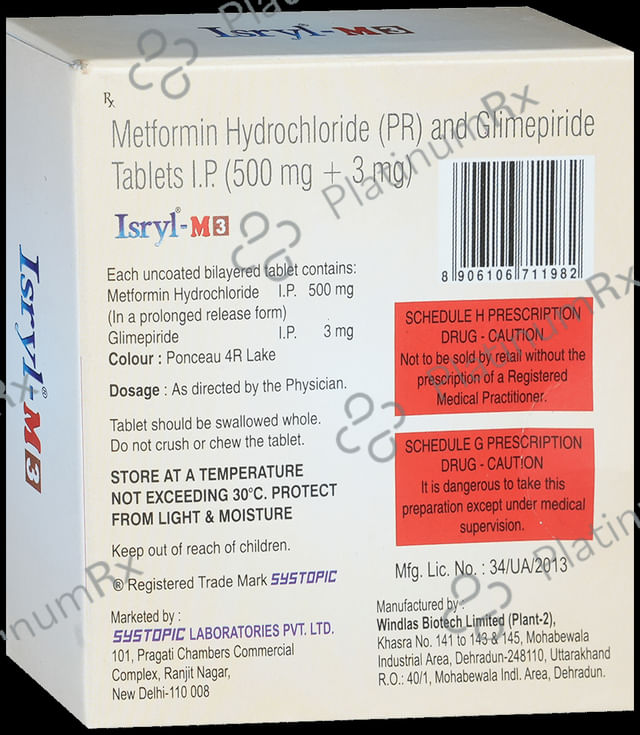 Isryl®-M3
Rx
Metformin Hydrochloride (PR) and Glimepiride
Tablets I.P. (500 mg + 3 mg)
Isryl®-M3
8 906106 711982
Each uncoated bilayered tablet contains:
Metformin Hydrochloride I.P. 500 mg
(In a prolonged release form)
Glimepiride I.P. 3 mg
Colour : Ponceau 4R Lake
Dosage : As directed by the Physician.
Tablet should be swallowed whole.
Do not crush or chew the tablet.
STORE AT A TEMPERATURE
NOT EXCEEDING 30°C. PROTECT
FROM LIGHT & MOISTURE
Keep out of reach of children.
® Registered Trade Mark SYSTOPIC
Marketed by :
SYSTOPIC LABORATORIES PVT. LTD.
101, Pragati Chambers Commercial
Complex, Ranjit Nagar,
New Delhi-110 008
SCHEDULE H PRESCRIPTION
DRUG - CAUTION
Not to be sold by retail without the
prescription of a Registered
Medical Practitioner.
SCHEDULE G PRESCRIPTION
DRUG - CAUTION
It is dangerous to take this
preparation except under medical
supervision.
Mfg. Lic. No. : 34/UA/2013
Manufactured by :
Windlas Biotech Limited (Plant-2),
Khasra No. 141 to 143 & 145, Mohabewala
Industrial Area, Dehradun-248110, Uttarakhand
R.O.: 40/1, Mohabewala Indl. Area, Dehradun.
Isryl®-M3
PlatinumRx
PlatinumRx
PlatinumRx
PlatinumRx
tinumRx